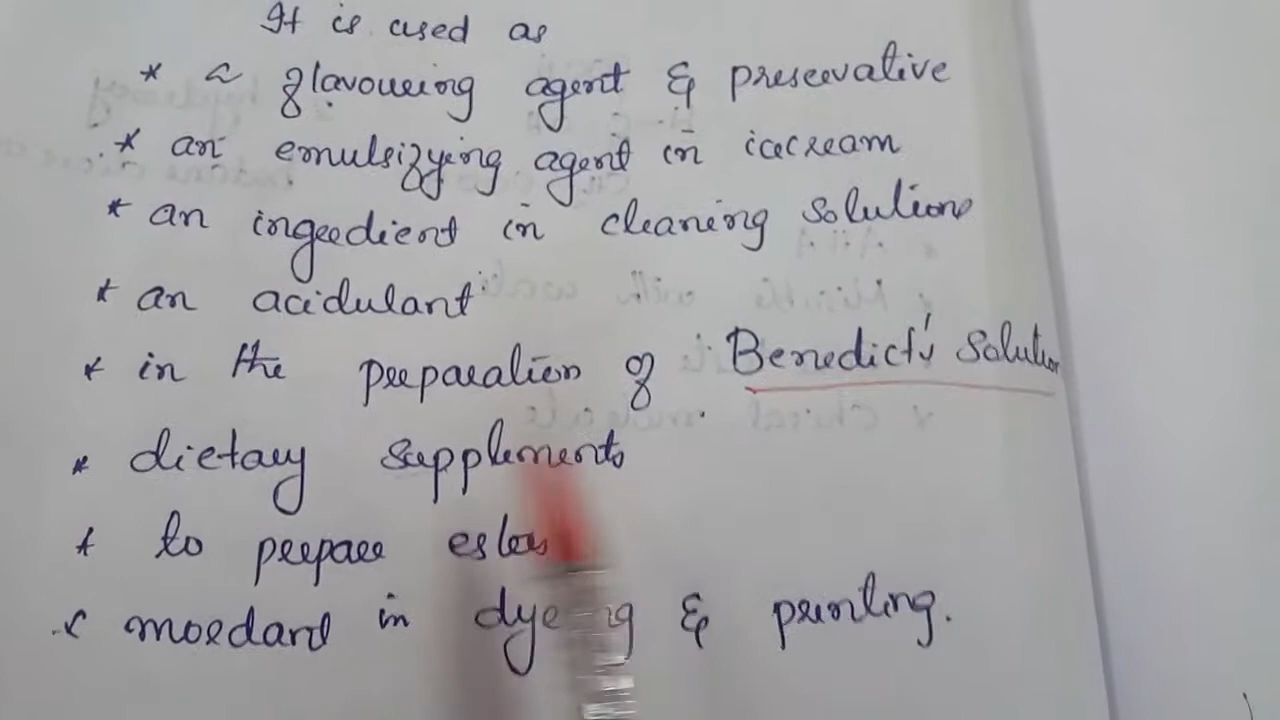 It is used as
* a flavouring agent & preservative
* an emulsifying agent in icecream
* an ingredient in cleaning solutions
* an acidulant
* in the preparation of Benedict's Solution
* dietary supplements
* to prepare esters
* mordant in dyeing & printing.